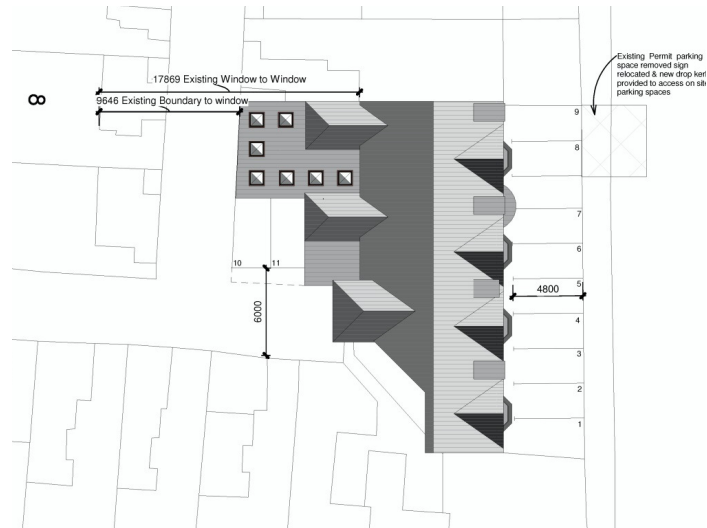 Existing Permit parking
space removed sign
relocated & new drop ker
provided to access on sit
parking spaces
17869 Existing Window to Window
9646 Existing Boundary to window
8
9
8
7
6
5
4800
4
3
2
1
10 11
6000